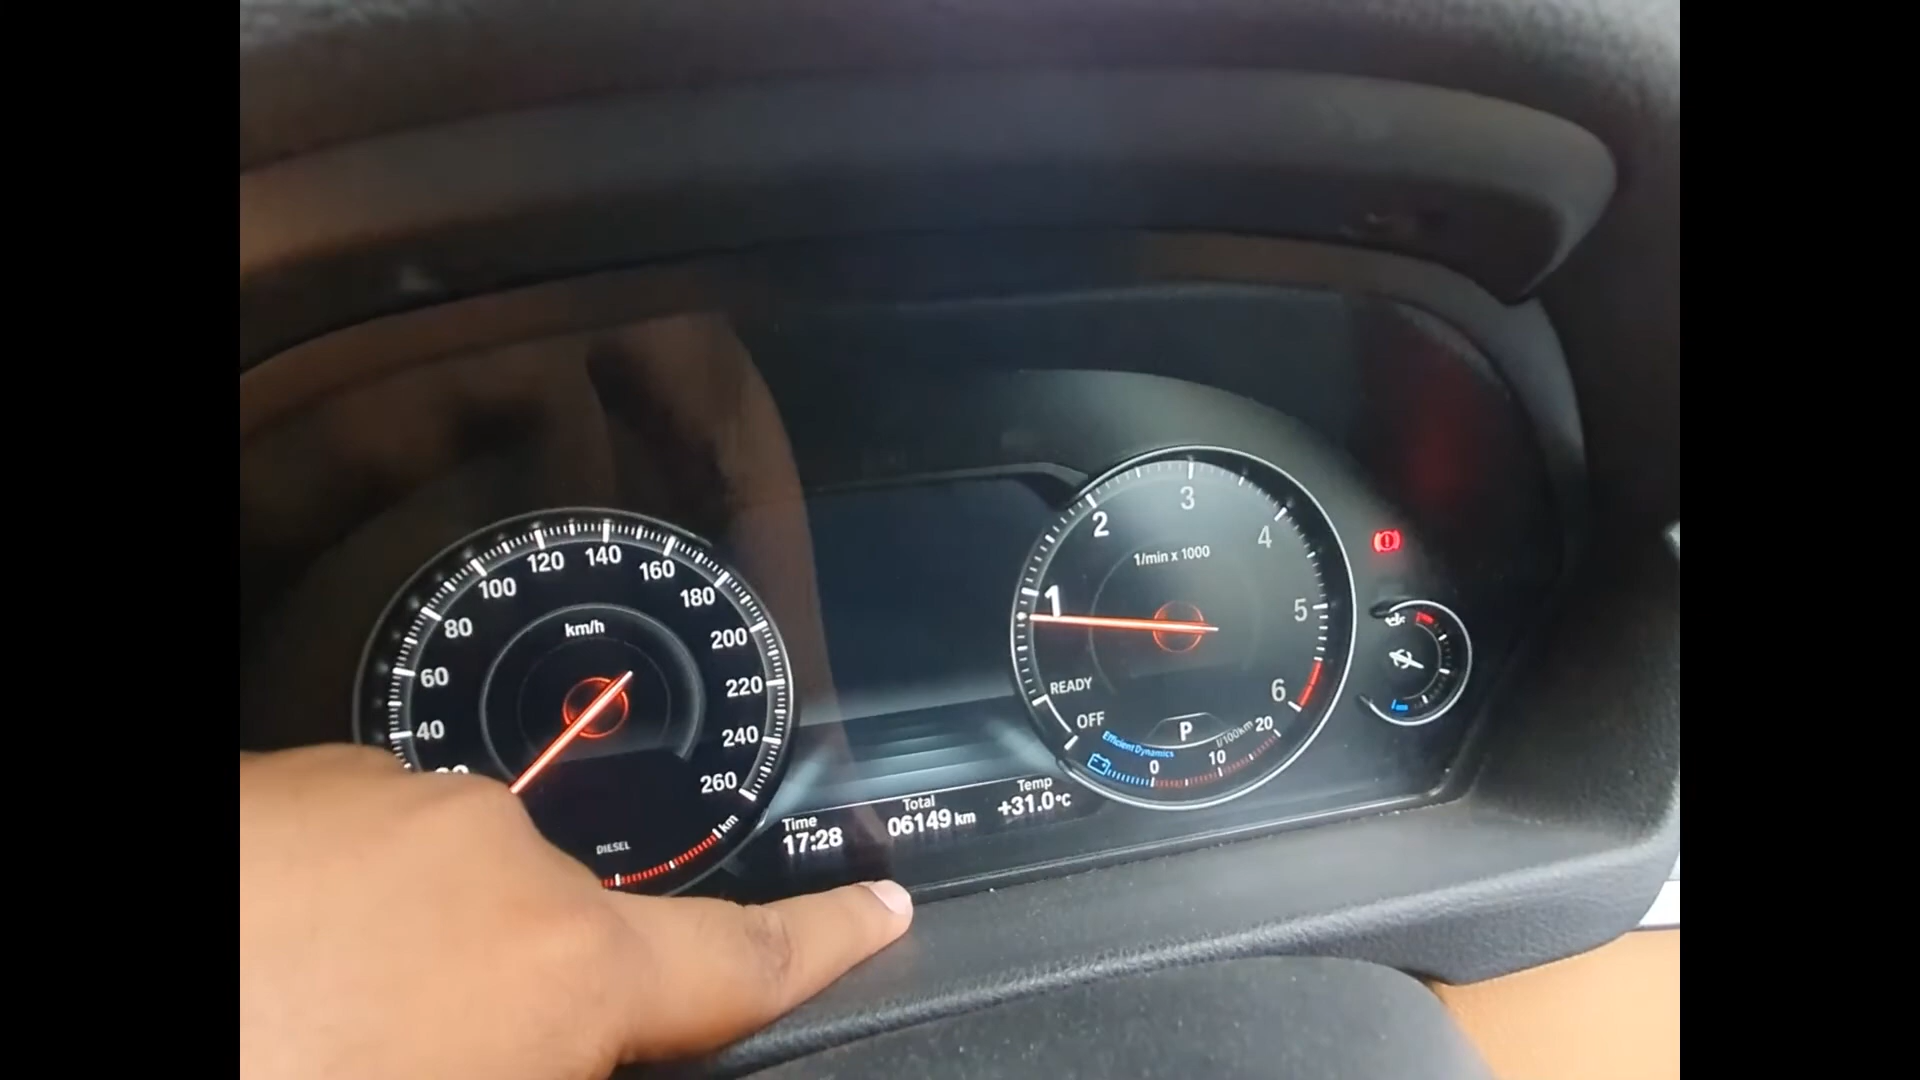 100
120
140
160
80
km/h
180
60
200
40
220
240
260
DIESEL
km
Time
17:28
Total
06149 km
Temp
+31.0°C
3
2
4
1/min x 1000
1
5
READY
6
OFF
P
Efficient Dynamics
0
10
l/100km
20